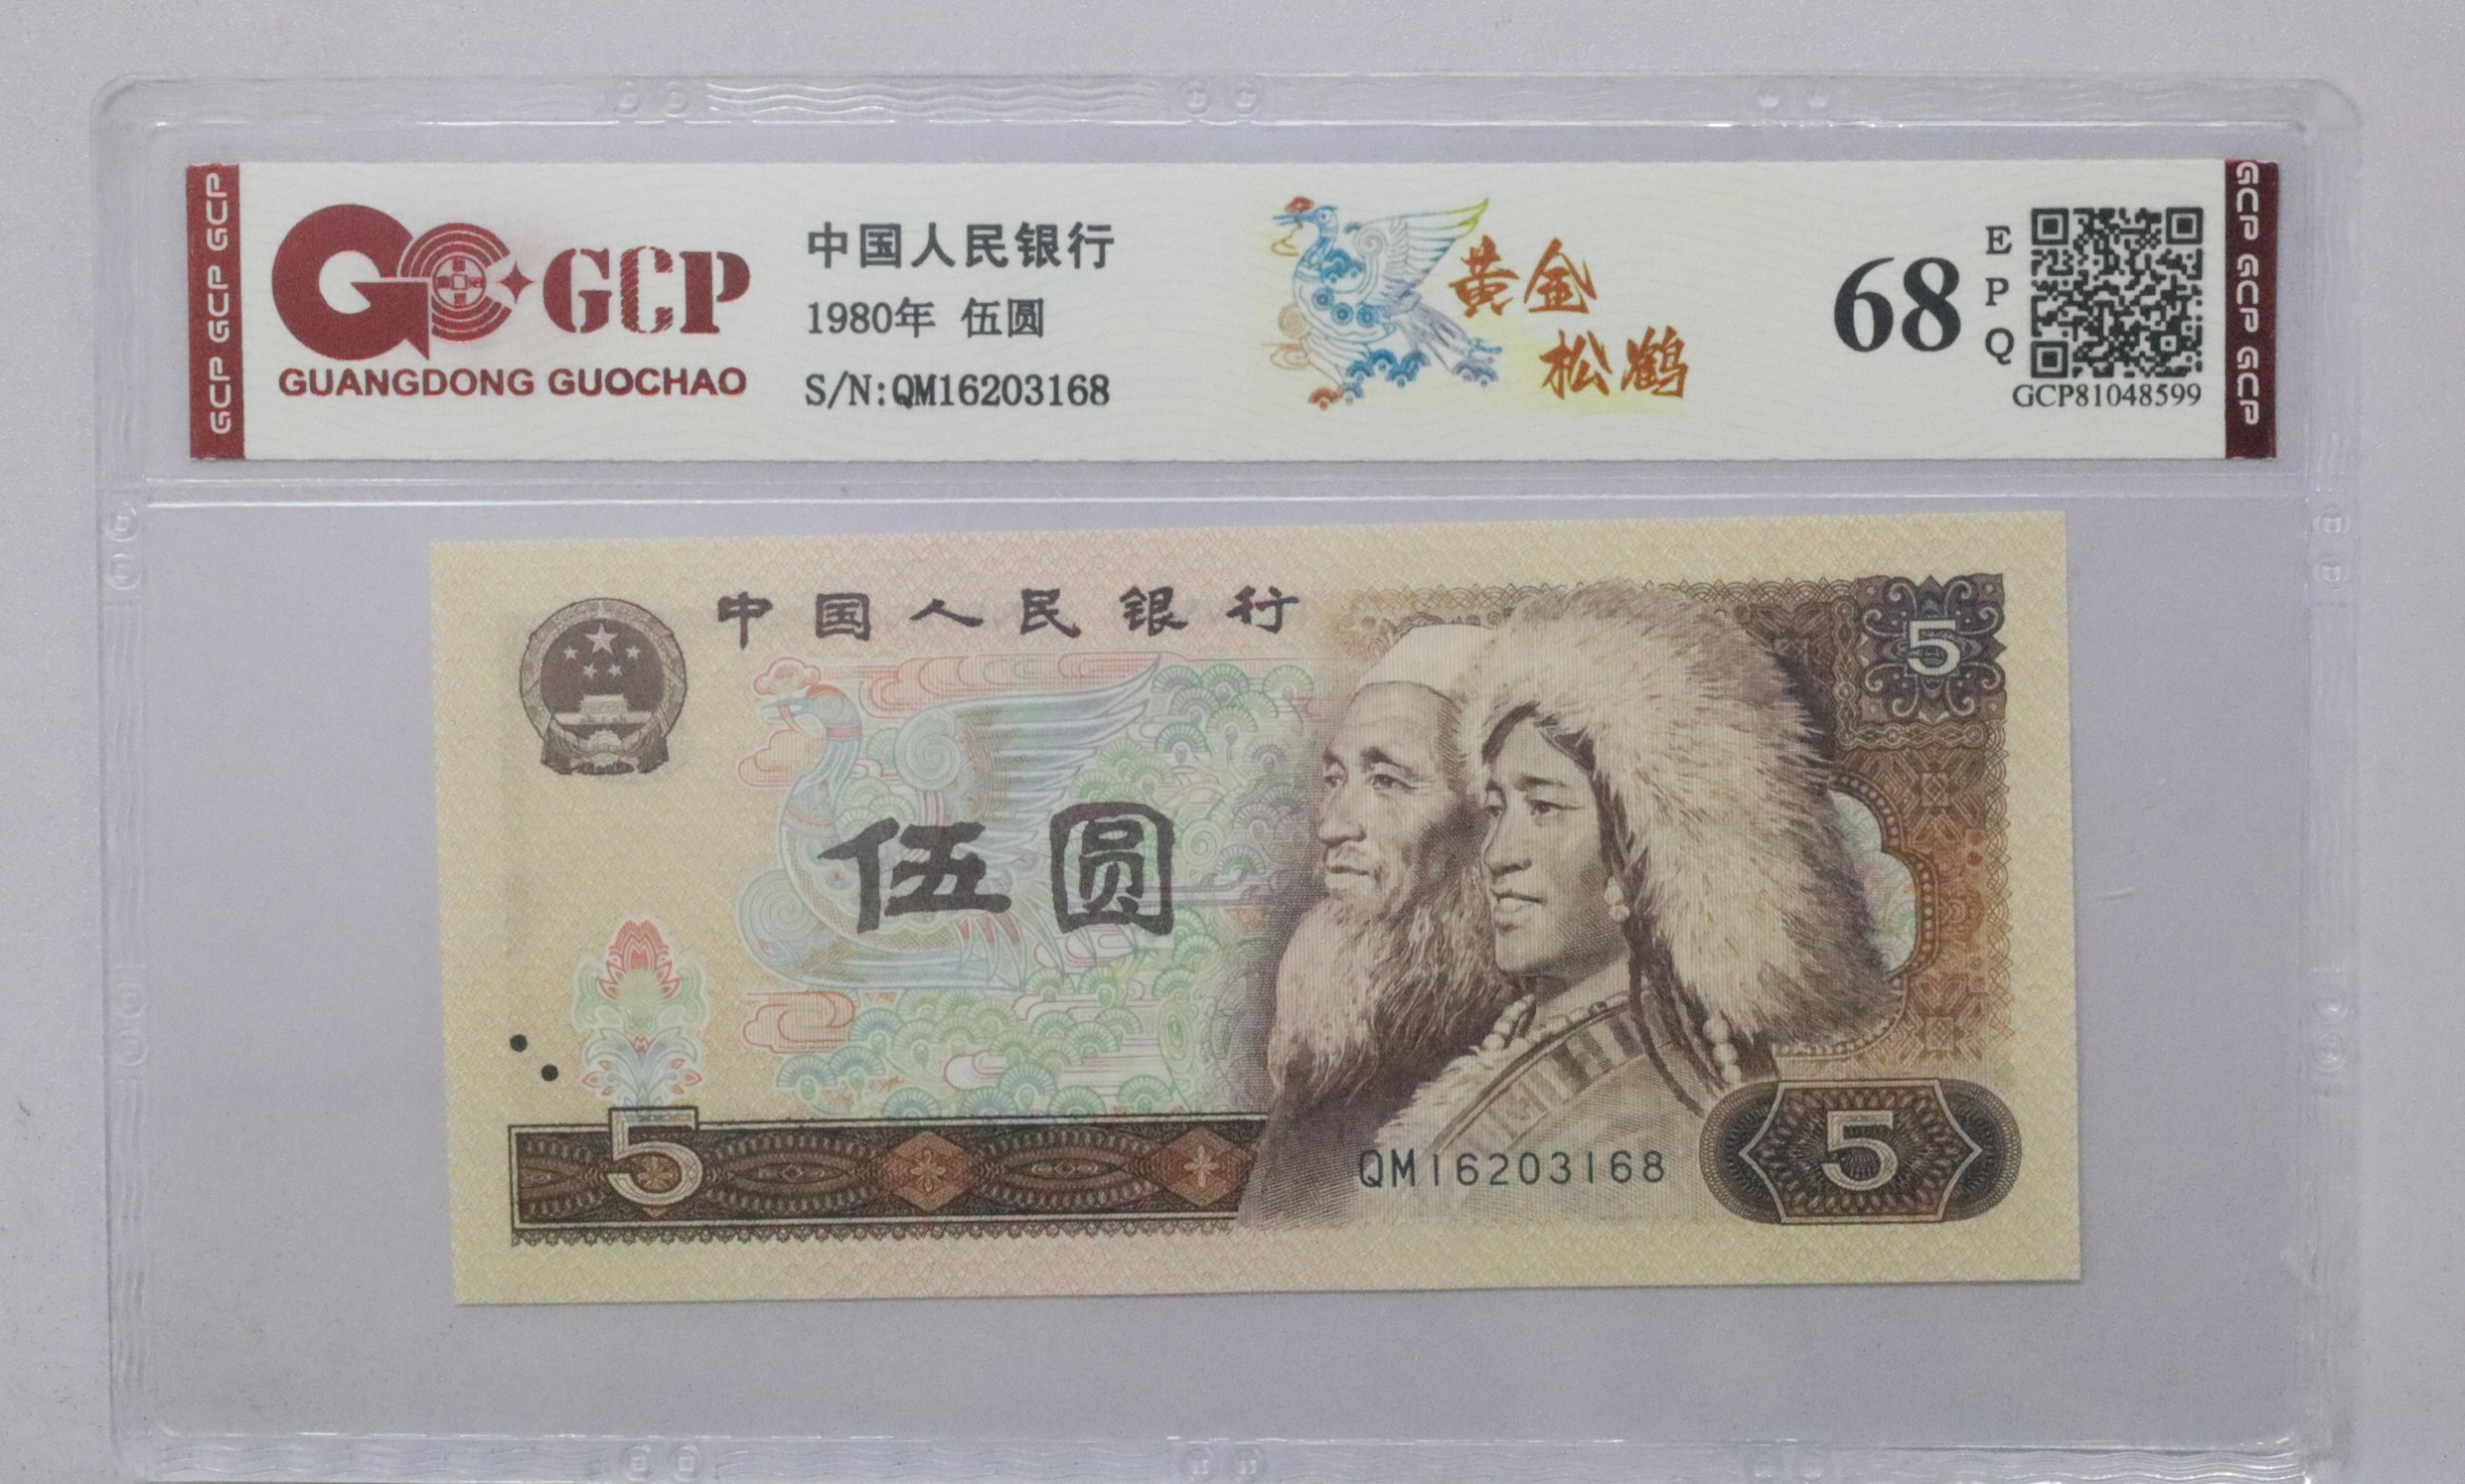 GCP GCP GCP
GCP
GUANGDONG GUOCHAO
中国人民银行
1980年 伍圆
S/N:QM16203168
黄金
松鹤
68
E
P
Q
GCP81048599
GCP GCP GCP
中国人民银行
5
伍圆
5
QM16203168
5